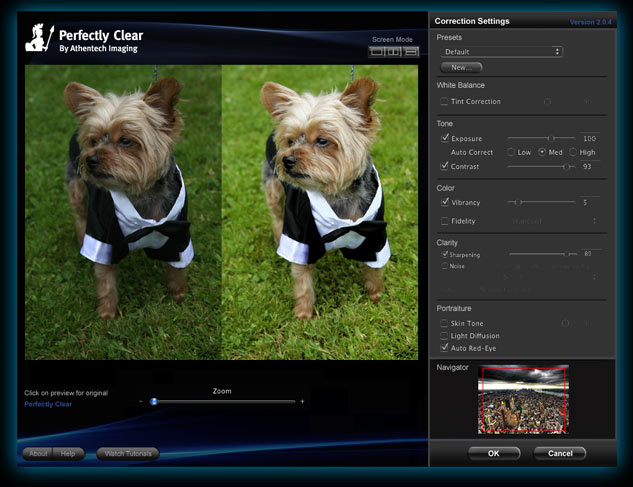 Perfectly Clear
By Athentech Imaging
Screen Mode
Correction Settings
Version 2.0.4
Presets
Default
New...
White Balance
Tint Correction
Tone
Exposure 100
Auto Correct Low Med High
Contrast 93
Color
Vibrancy 5
Fidelity
Clarity
Sharpening
Noise
Portraiture
Skin Tone
Light Diffusion
Auto Red-Eye
Navigator
Click on preview for original
Perfectly Clear
Zoom
- +
About Help Watch Tutorials
OK Cancel